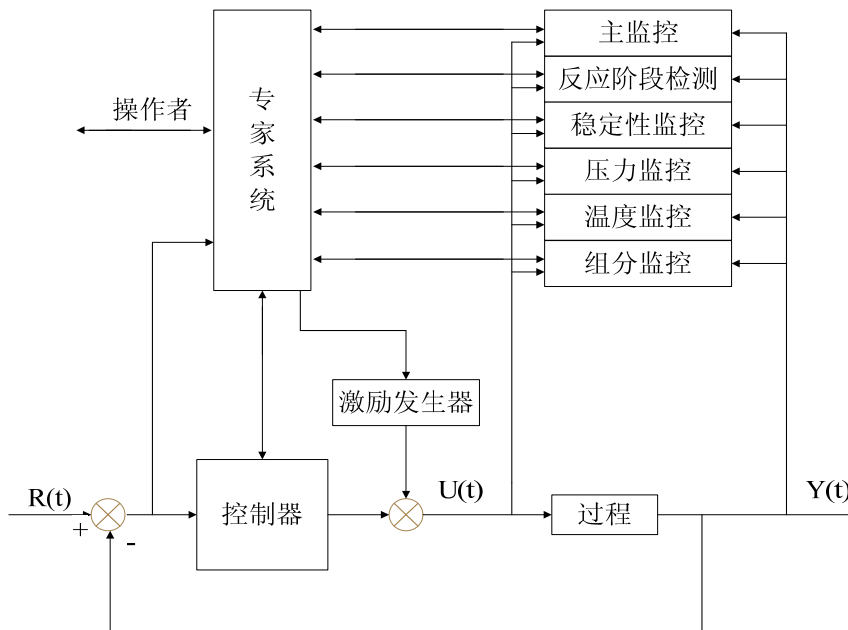 主监控
反应阶段检测
稳定性监控
压力监控
温度监控
组分监控
专家系统
操作者
激励发生器
R(t)
+
-
控制器
U(t)
过程
Y(t)